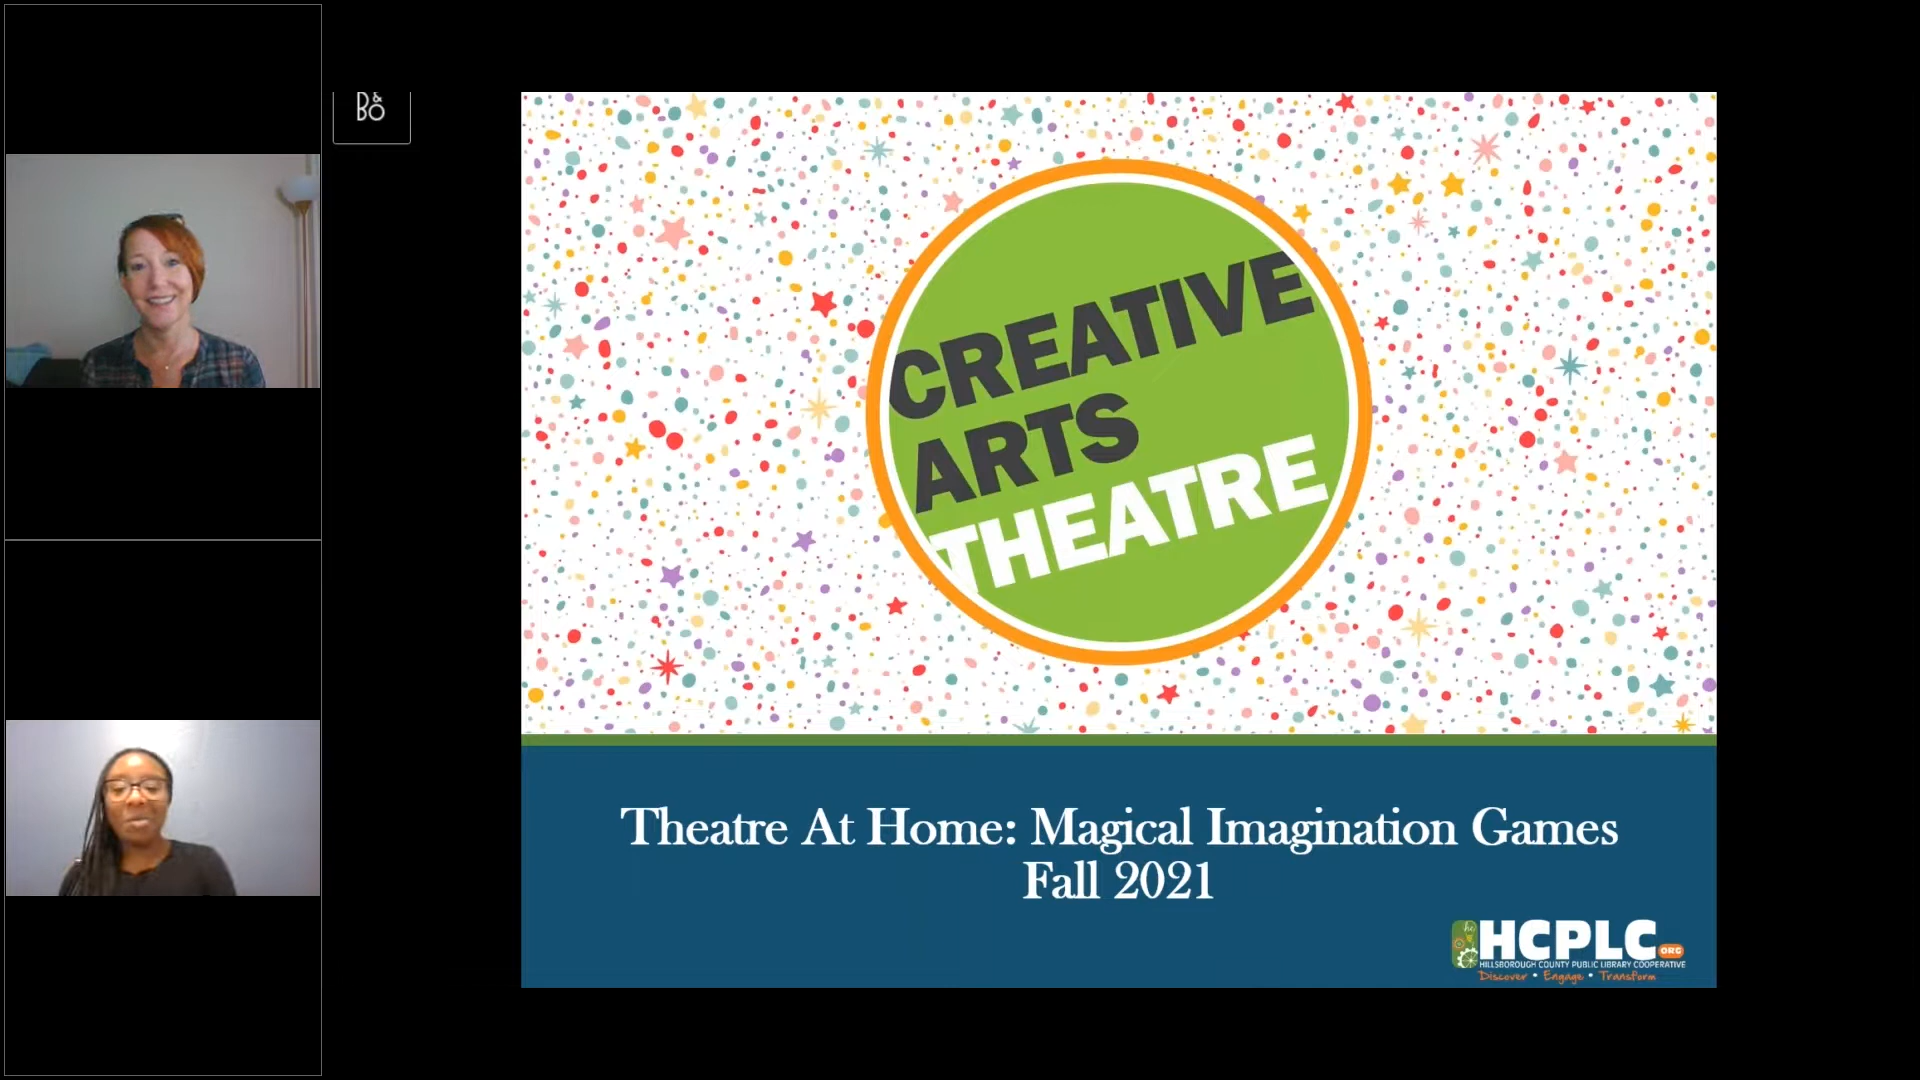 B&O
CREATIVE
ARTS
THEATRE
Theatre At Home: Magical Imagination Games
Fall 2021
hc
HCPLC.ORG
HILLSBOROUGH COUNTY PUBLIC LIBRARY COOPERATIVE
Discover • Engage • Transform